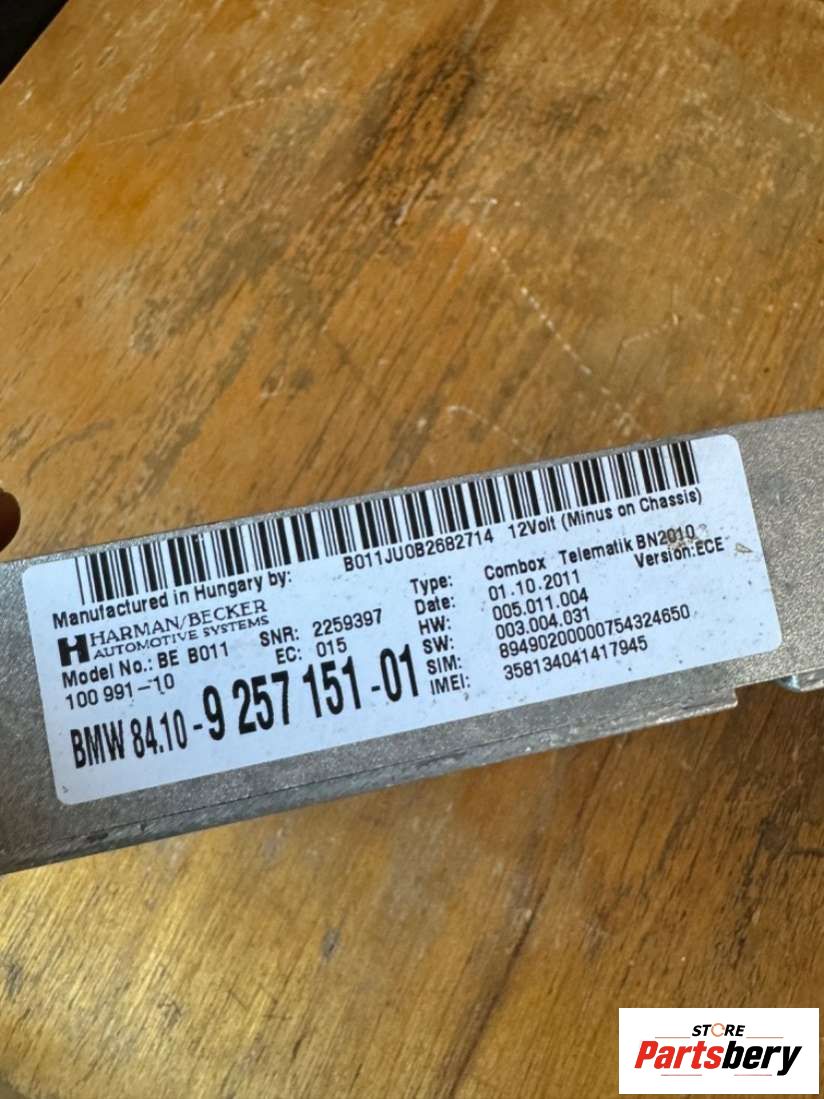 B011JU0B2682714 12Volt (Minus on Chassis)
Manufactured in Hungary by:
HARMAN/BECKER
AUTOMOTIVE SYSTEMS
Model No.: BE B011
100 991-10
SNR: 2259397
EC: 015
BMW 84.10-9 257 151-01
Type: Combox Telematik BN2010
Version:ECE
Date: 01.10.2011
HW: 005.011.004
SW: 003.004.031
SIM: 89490200000754324650
IMEI: 358134041417945
STORE
Partsbery